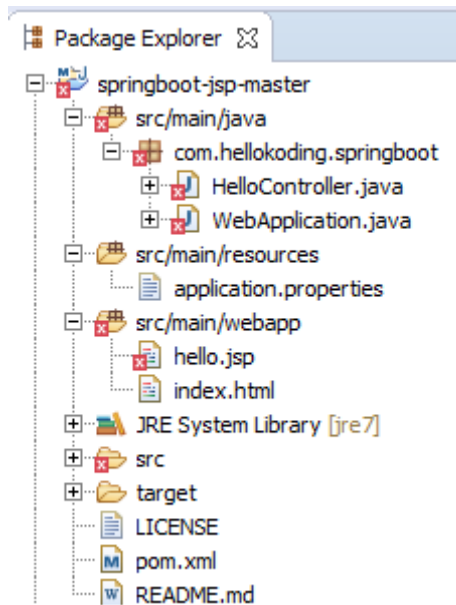 Package Explorer
springboot-jsp-master
src/main/java
com.hellokoding.springboot
HelloController.java
WebApplication.java
src/main/resources
application.properties
src/main/webapp
hello.jsp
index.html
JRE System Library [jre7]
src
target
LICENSE
pom.xml
README.md